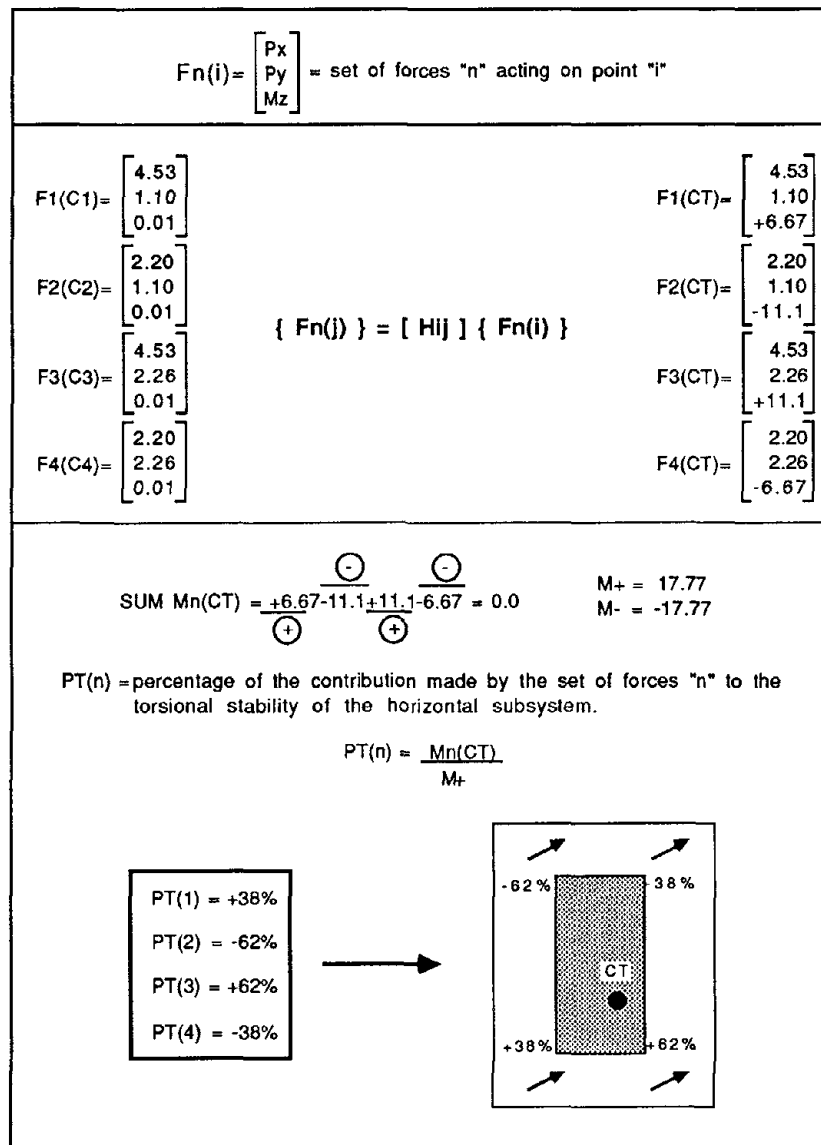 Fn(i)= [Px Py Mz] = set of forces "n" acting on point "i"
F1(C1)= [4.53 1.10 0.01]
F1(CT)= [4.53 1.10 +6.67]
F2(C2)= [2.20 1.10 0.01]
F2(CT)= [2.20 1.10 -11.1]
{ Fn(j) } = [ Hij ] { Fn(i) }
F3(C3)= [4.53 2.26 0.01]
F3(CT)= [4.53 2.26 +11.1]
F4(C4)= [2.20 2.26 0.01]
F4(CT)= [2.20 2.26 -6.67]
- -
SUM Mn(CT) = +6.67-11.1+11.1-6.67 = 0.0
+ +
M+ = 17.77
M- = -17.77
PT(n) = percentage of the contribution made by the set of forces "n" to the
torsional stability of the horizontal subsystem.
PT(n) = Mn(CT)
M+
PT(1) = +38%
PT(2) = -62%
PT(3) = +62%
PT(4) = -38%
-62% 38%
CT
+38% +62%